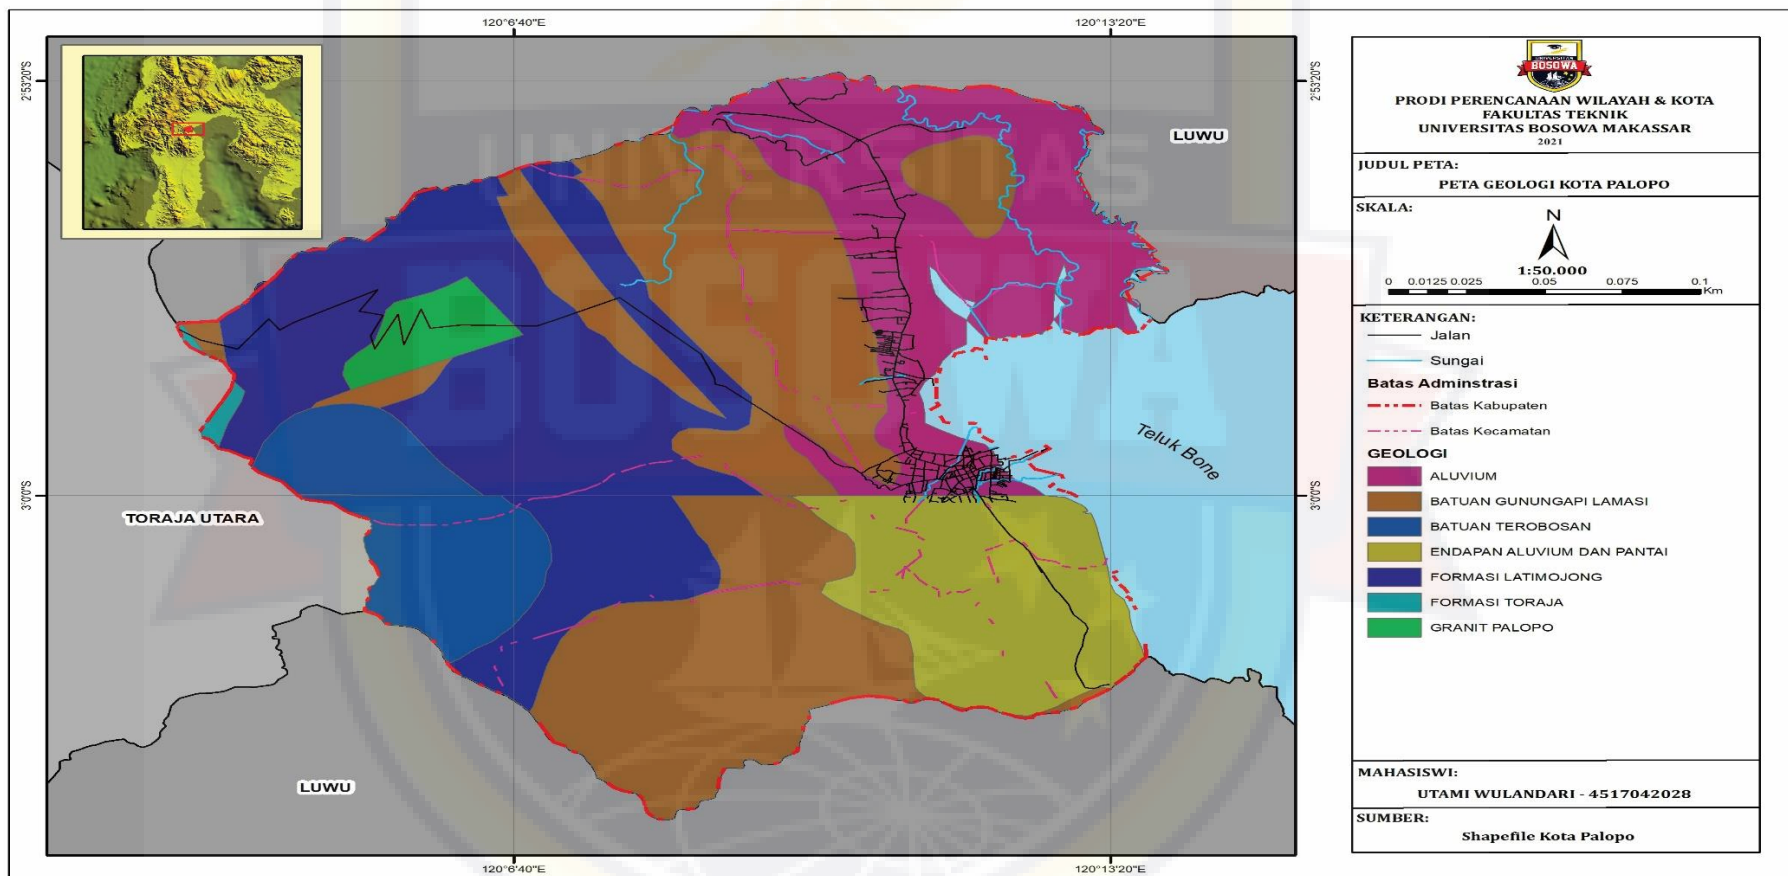 120°6'40"E
120°13'20"E
2°53'20"S
2°53'20"S
LUWU
UNIVERSITAS
BOSOWA
Teluk Bone
3°0'0"S
3°0'0"S
TORAJA UTARA
LUWU
120°6'40"E
120°13'20"E
UNIVERSITAS
BOSOWA
PRODI PERENCANAAN WILAYAH & KOTA
FAKULTAS TEKNIK
UNIVERSITAS BOSOWA MAKASSAR
2021
JUDUL PETA:
PETA GEOLOGI KOTA PALOPO
SKALA:
N
1:50.000
0 0.0125 0.025 0.05 0.075 0.1
Km
KETERANGAN:
Jalan
Sungai
Batas Adminstrasi
Batas Kabupaten
Batas Kecamatan
GEOLOGI
ALUVIUM
BATUAN GUNUNGAPI LAMASI
BATUAN TEROBOSAN
ENDAPAN ALUVIUM DAN PANTAI
FORMASI LATIMOJONG
FORMASI TORAJA
GRANIT PALOPO
MAHASISWI:
UTAMI WULANDARI - 4517042028
SUMBER:
Shapefile Kota Palopo